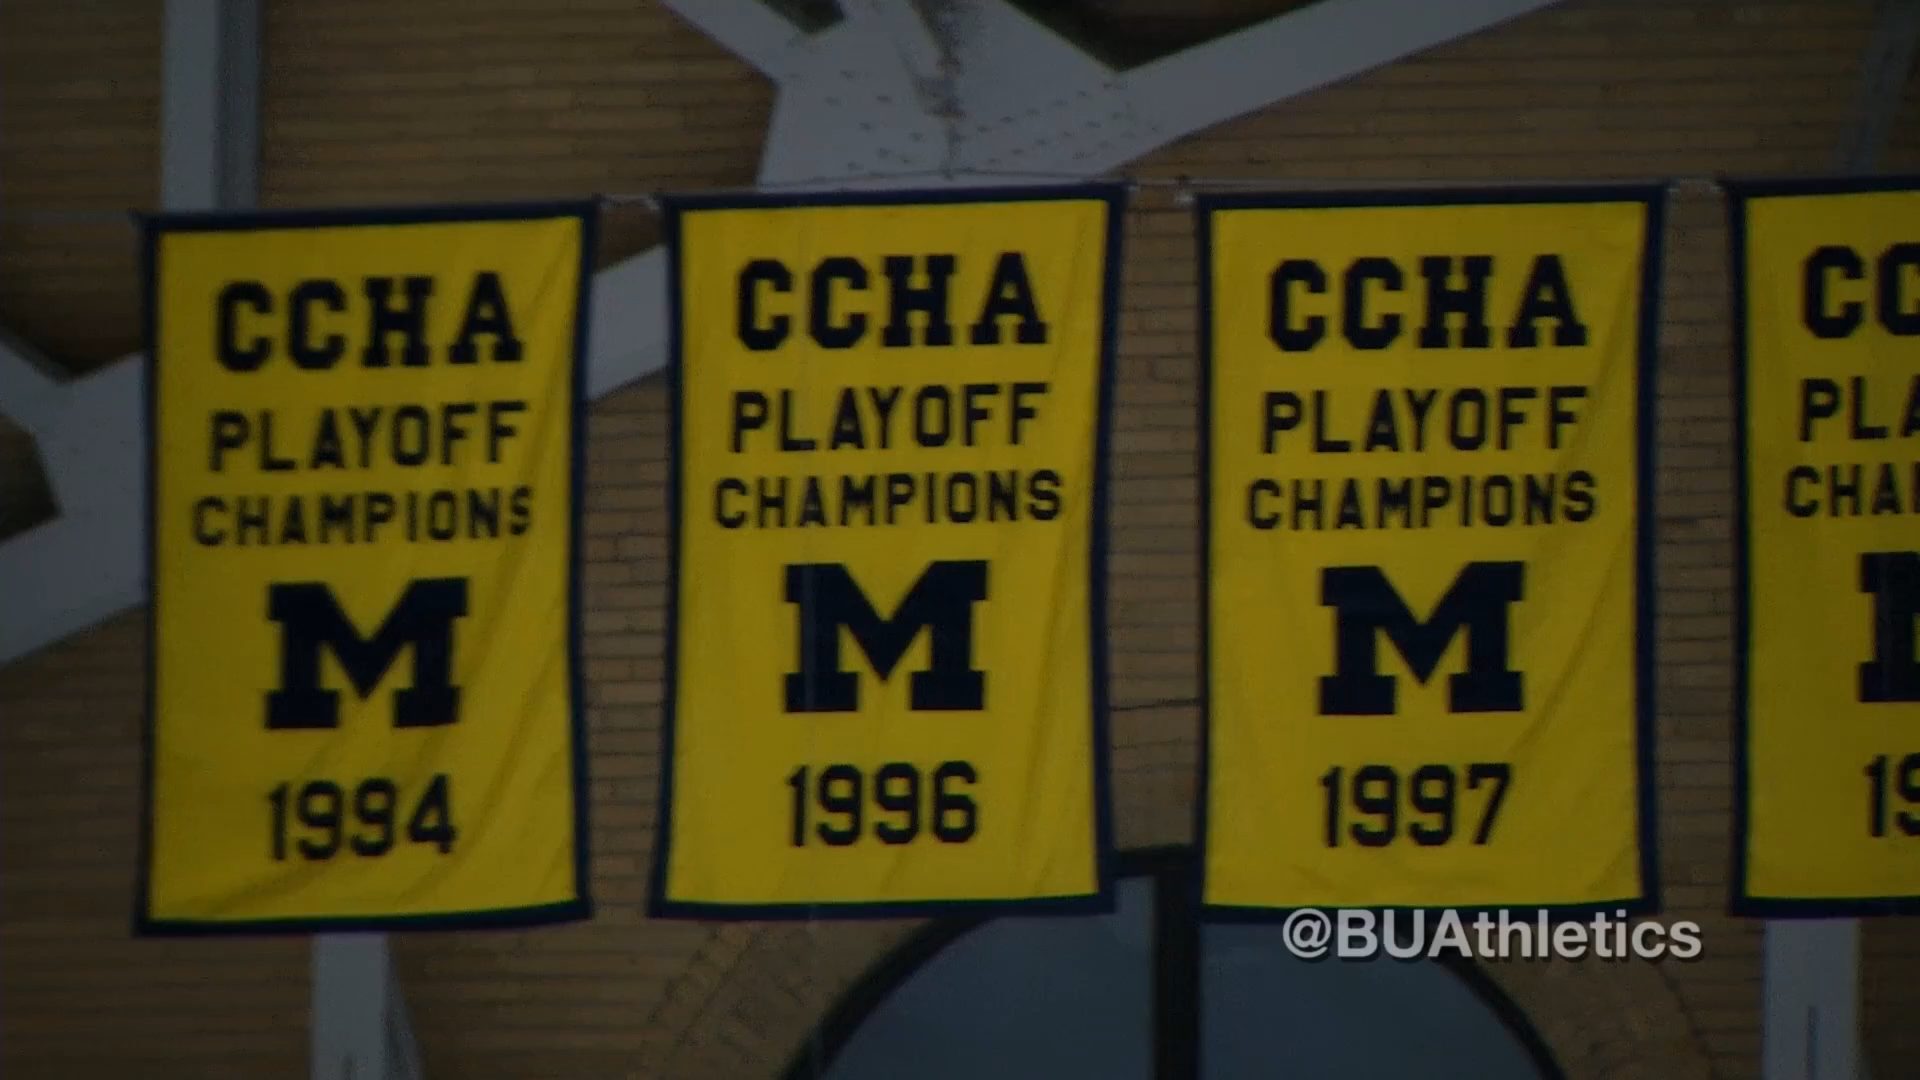 CCHA
PLAYOFF
CHAMPIONS
M
1994
CCHA
PLAYOFF
CHAMPIONS
M
1996
CCHA
PLAYOFF
CHAMPIONS
M
1997
@BUAthletics